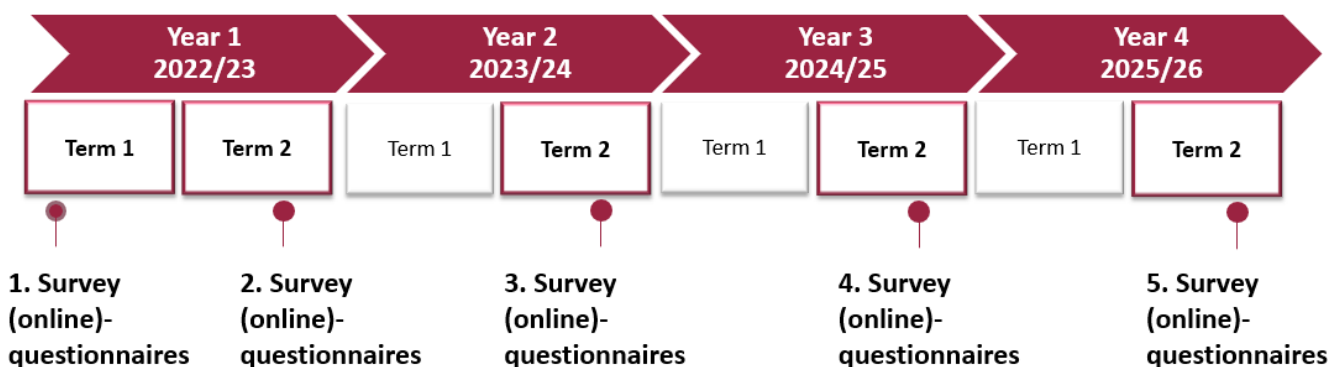 Year 1
2022/23
Year 2
2023/24
Year 3
2024/25
Year 4
2025/26
Term 1
Term 2
Term 1
Term 2
Term 1
Term 2
Term 1
Term 2
1. Survey
(online)-
questionnaires
2. Survey
(online)-
questionnaires
3. Survey
(online)-
questionnaires
4. Survey
(online)-
questionnaires
5. Survey
(online)-
questionnaires